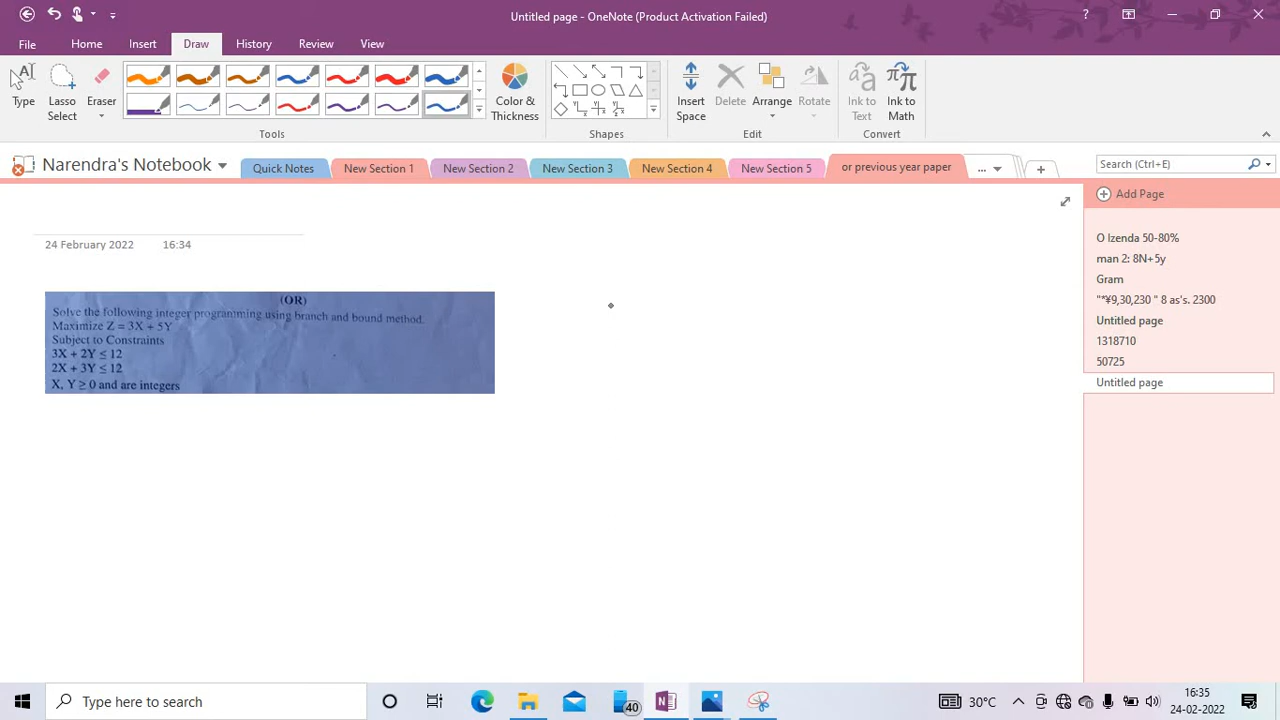 Untitled page - OneNote (Product Activation Failed)
?
File Home Insert Draw History Review View
Type
Lasso Select
Eraser
Color & Thickness
Insert Space
Delete
Arrange
Rotate
Ink to Text
Ink to Math
Tools
Shapes
Edit
Convert
Narendra's Notebook
Quick Notes
New Section 1
New Section 2
New Section 3
New Section 4
New Section 5
or previous year paper
...
Search (Ctrl+E)
Add Page
24 February 2022 16:34
(OR)
Solve the following integer programming using branch and bound method.
Maximize Z = 3X + 5Y
Subject to Constraints
3X + 2Y ≤ 12
2X + 3Y ≤ 12
X, Y ≥ 0 and are integers
O Izenda 50-80%
man 2: 8N+5y
Gram
"*¥9,30,230 " 8 as's. 2300
Untitled page
1318710
50725
Untitled page
Type here to search
40
30°C
16:35
24-02-2022